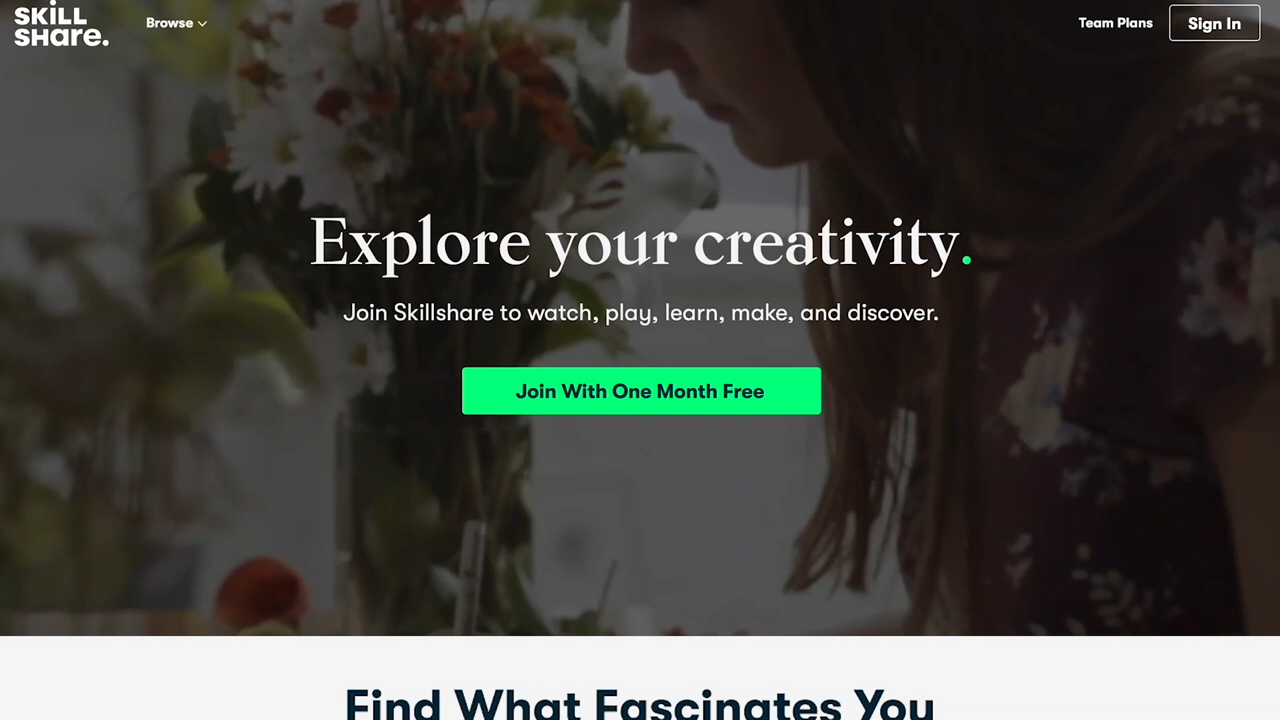 SKiLL
SHare.
Browse
Team Plans
Sign In
Explore your creativity.
Join Skillshare to watch, play, learn, make, and discover.
Join With One Month Free
Find What Fascinates You